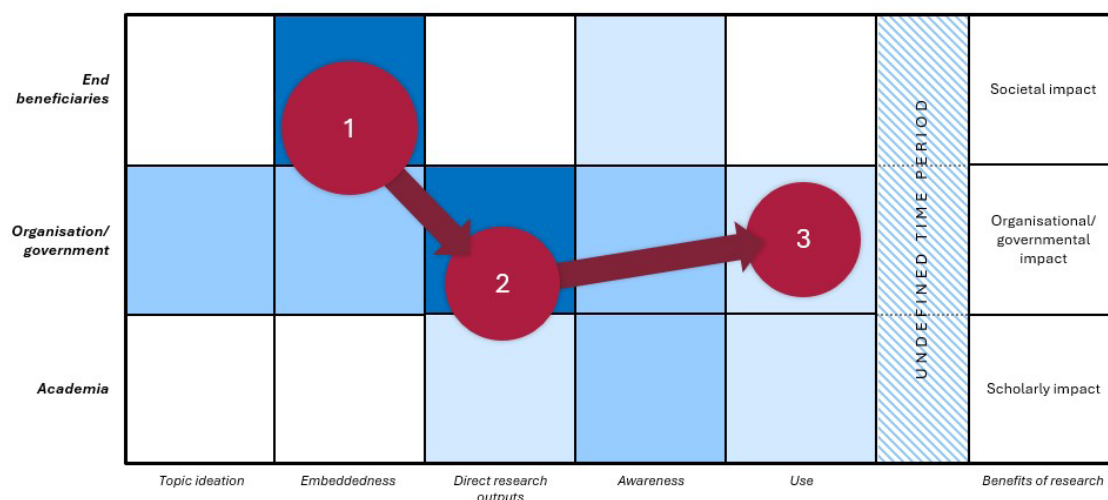 End
beneficiaries
1
Societal impact
Organisation/
government
2
3
UNDEFINED TIME PERIOD
Organisational/
governmental
impact
Academia
Scholarly impact
Topic ideation
Embeddedness
Direct research
outputs
Awareness
Use
Benefits of research